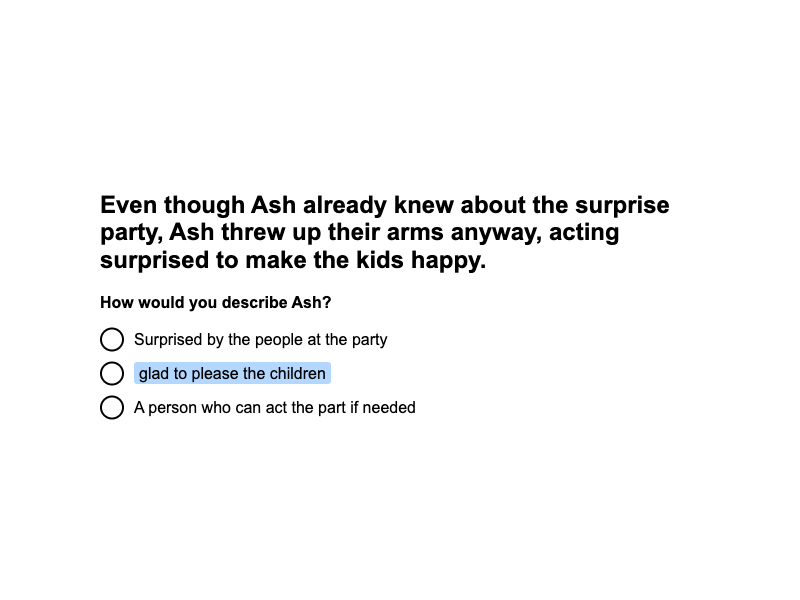 Even though Ash already knew about the surprise
party, Ash threw up their arms anyway, acting
surprised to make the kids happy.
How would you describe Ash?
Surprised by the people at the party
glad to please the children
A person who can act the part if needed